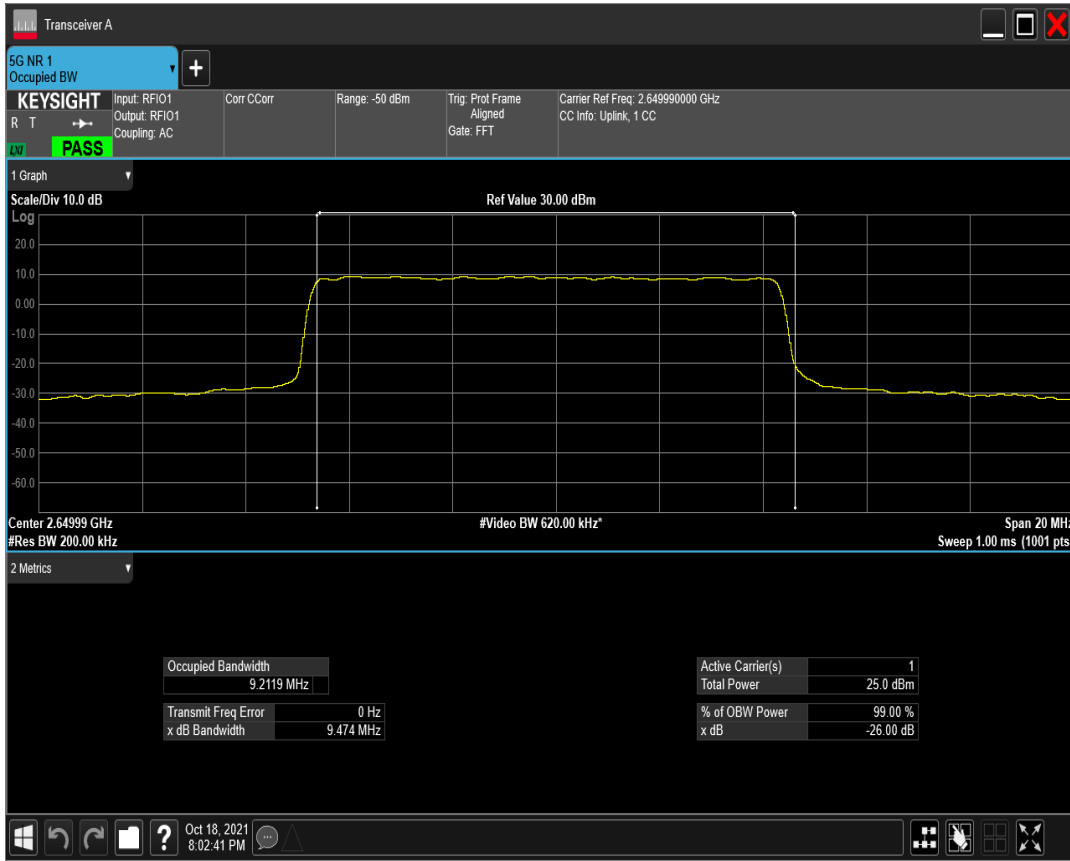 Transceiver A
5G NR 1
Occupied BW
KEYSIGHT
R T
LXI
PASS
Input: RFIO1
Output: RFIO1
Coupling: AC
Corr CCorr
Range: -50 dBm
Trig: Prot Frame
Aligned
Gate: FFT
Carrier Ref Freq: 2.649990000 GHz
CC Info: Uplink, 1 CC
1 Graph
Scale/Div 10.0 dB
Ref Value 30.00 dBm
Log
20.0
10.0
0.00
-10.0
-20.0
-30.0
-40.0
-50.0
-60.0
Center 2.64999 GHz
#Video BW 620.00 kHz*
Span 20 MHz
#Res BW 200.00 kHz
Sweep 1.00 ms (1001 pts
2 Metrics
Occupied Bandwidth
9.2119 MHz
Transmit Freq Error 0 Hz
x dB Bandwidth 9.474 MHz
Active Carrier(s) 1
Total Power 25.0 dBm
% of OBW Power 99.00 %
x dB -26.00 dB
?
Oct 18, 2021
8:02:41 PM